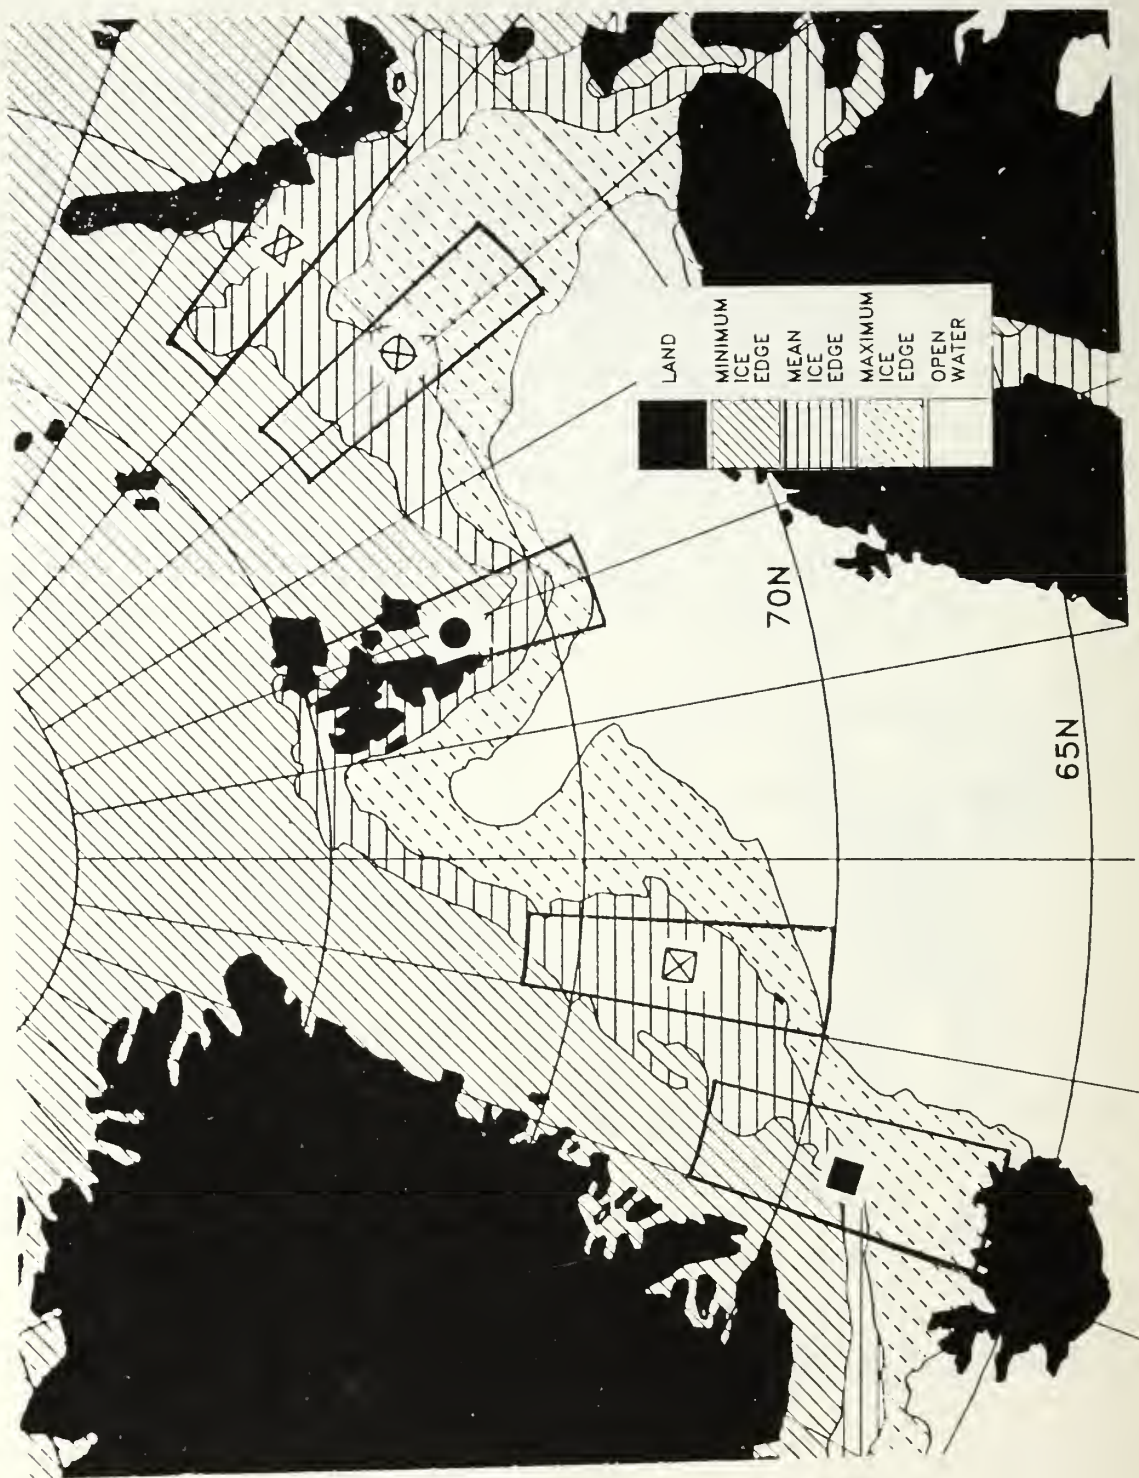 LAND
MINIMUM
ICE
EDGE
MEAN
ICE
EDGE
MAXIMUM
ICE
EDGE
OPEN
WATER
70N
65N